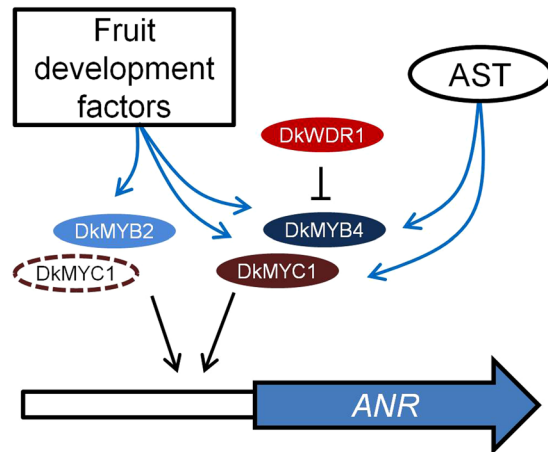 Fruit
development
factors
AST
DkWDR1
DkMYB2
DkMYB4
DkMYC1
DkMYC1
ANR